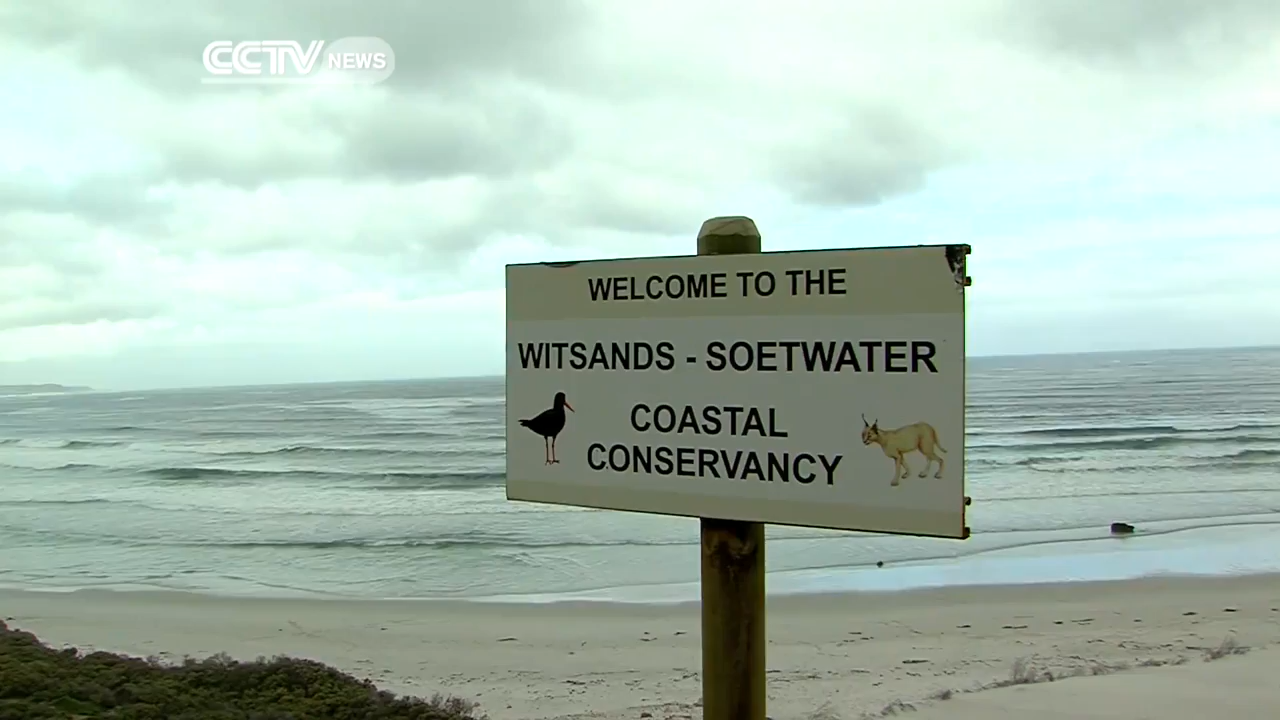 CCTV NEWS
WELCOME TO THE
WITSANDS - SOETWATER
COASTAL
CONSERVANCY